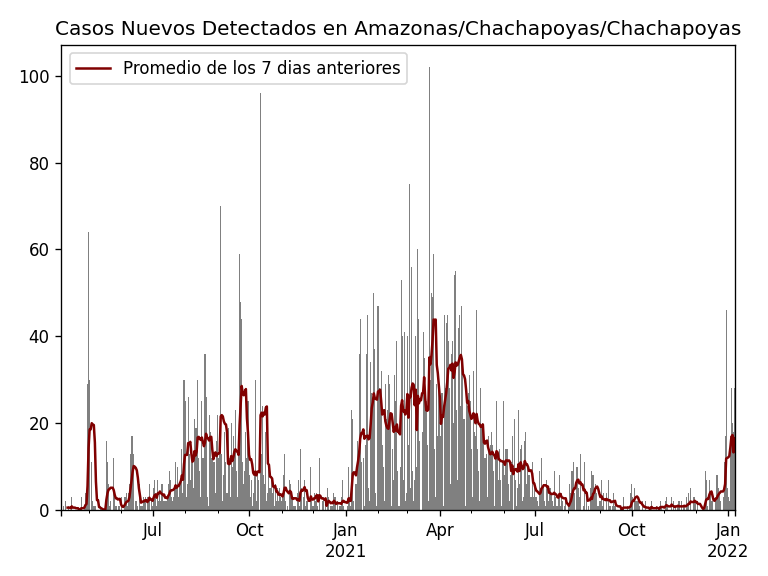 Casos Nuevos Detectados en Amazonas/Chachapoyas/Chachapoyas
Promedio de los 7 dias anteriores
100
80
60
40
20
0
Jul Oct Jan Apr Jul Oct Jan
2021 2022